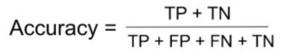 Accuracy = TP + TN
TP + FP + FN + TN